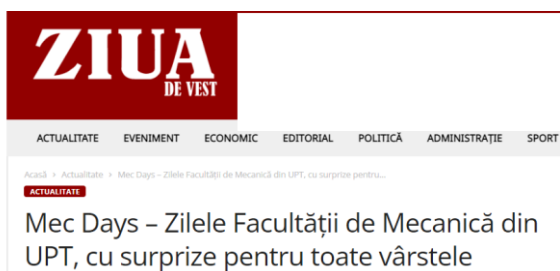 ZIUA
DE VEST
ACTUALITATE EVENIMENT ECONOMIC EDITORIAL POLITICĂ ADMINISTRAȚIE SPORT
Acasă › Actualitate › Mec Days – Zilele Facultății de Mecanică din UPT, cu surprize pentru...
ACTUALITATE
Mec Days – Zilele Facultății de Mecanică din
UPT, cu surprize pentru toate vârstele